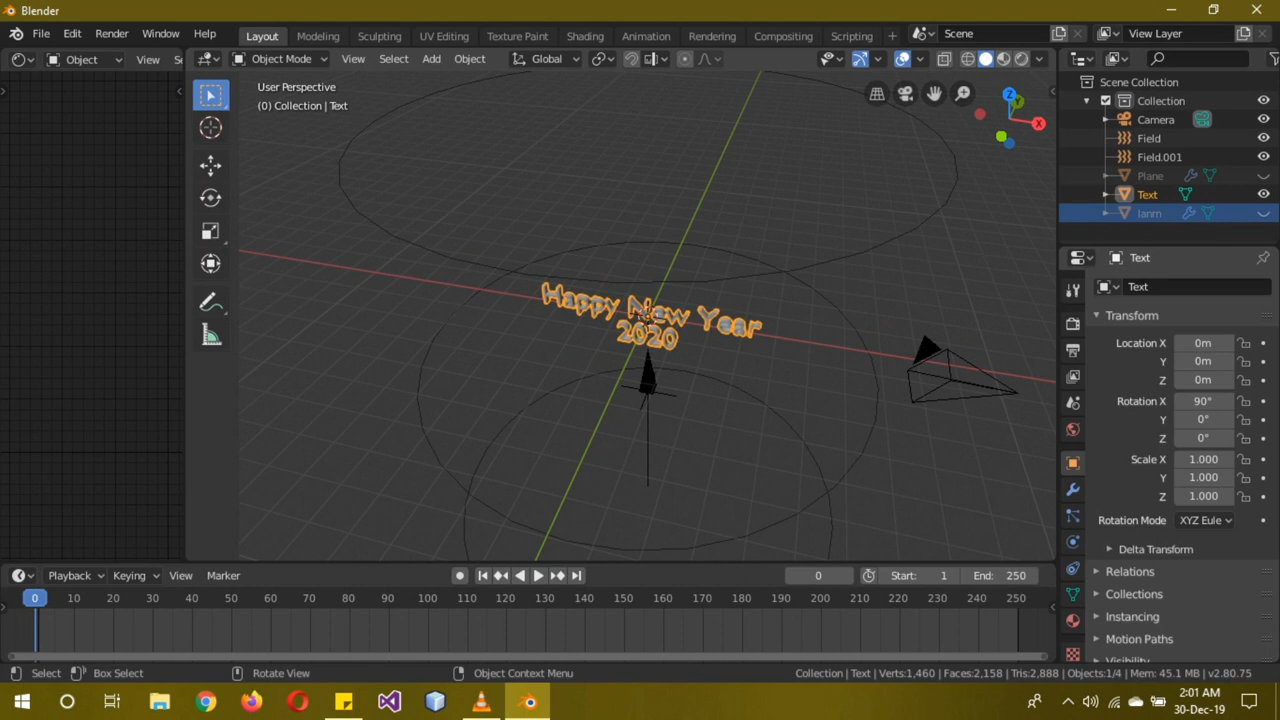 Blender
File Edit Render Window Help Layout Modeling Sculpting UV Editing Texture Paint Shading Animation Rendering Compositing Scripting + Scene View Layer
Object View Se Object Mode View Select Add Object Global
User Perspective
(0) Collection | Text
Z
Y
X
Happy New Year
2020
Scene Collection
Collection
Camera
Field
Field.001
Plane
Text
Text
Text
Transform
Location X 0m
Y 0m
Z 0m
Rotation X 90°
Y 0°
Z 0°
Scale X 1.000
Y 1.000
Z 1.000
Rotation Mode XYZ Eule
Delta Transform
Relations
Collections
Instancing
Motion Paths
Visibility
Playback Keying View Marker 0 Start: 1 End: 250
0 10 20 30 40 50 60 70 80 90 100 110 120 130 140 150 160 170 180 190 200 210 220 230 240 250
Select Box Select Rotate View Object Context Menu Collection | Text | Verts:1,460 | Faces:2,158 | Tris:2,888 | Objects:1/4 | Mem: 45.1 MB | v2.80.75
2:01 AM
30-Dec-19